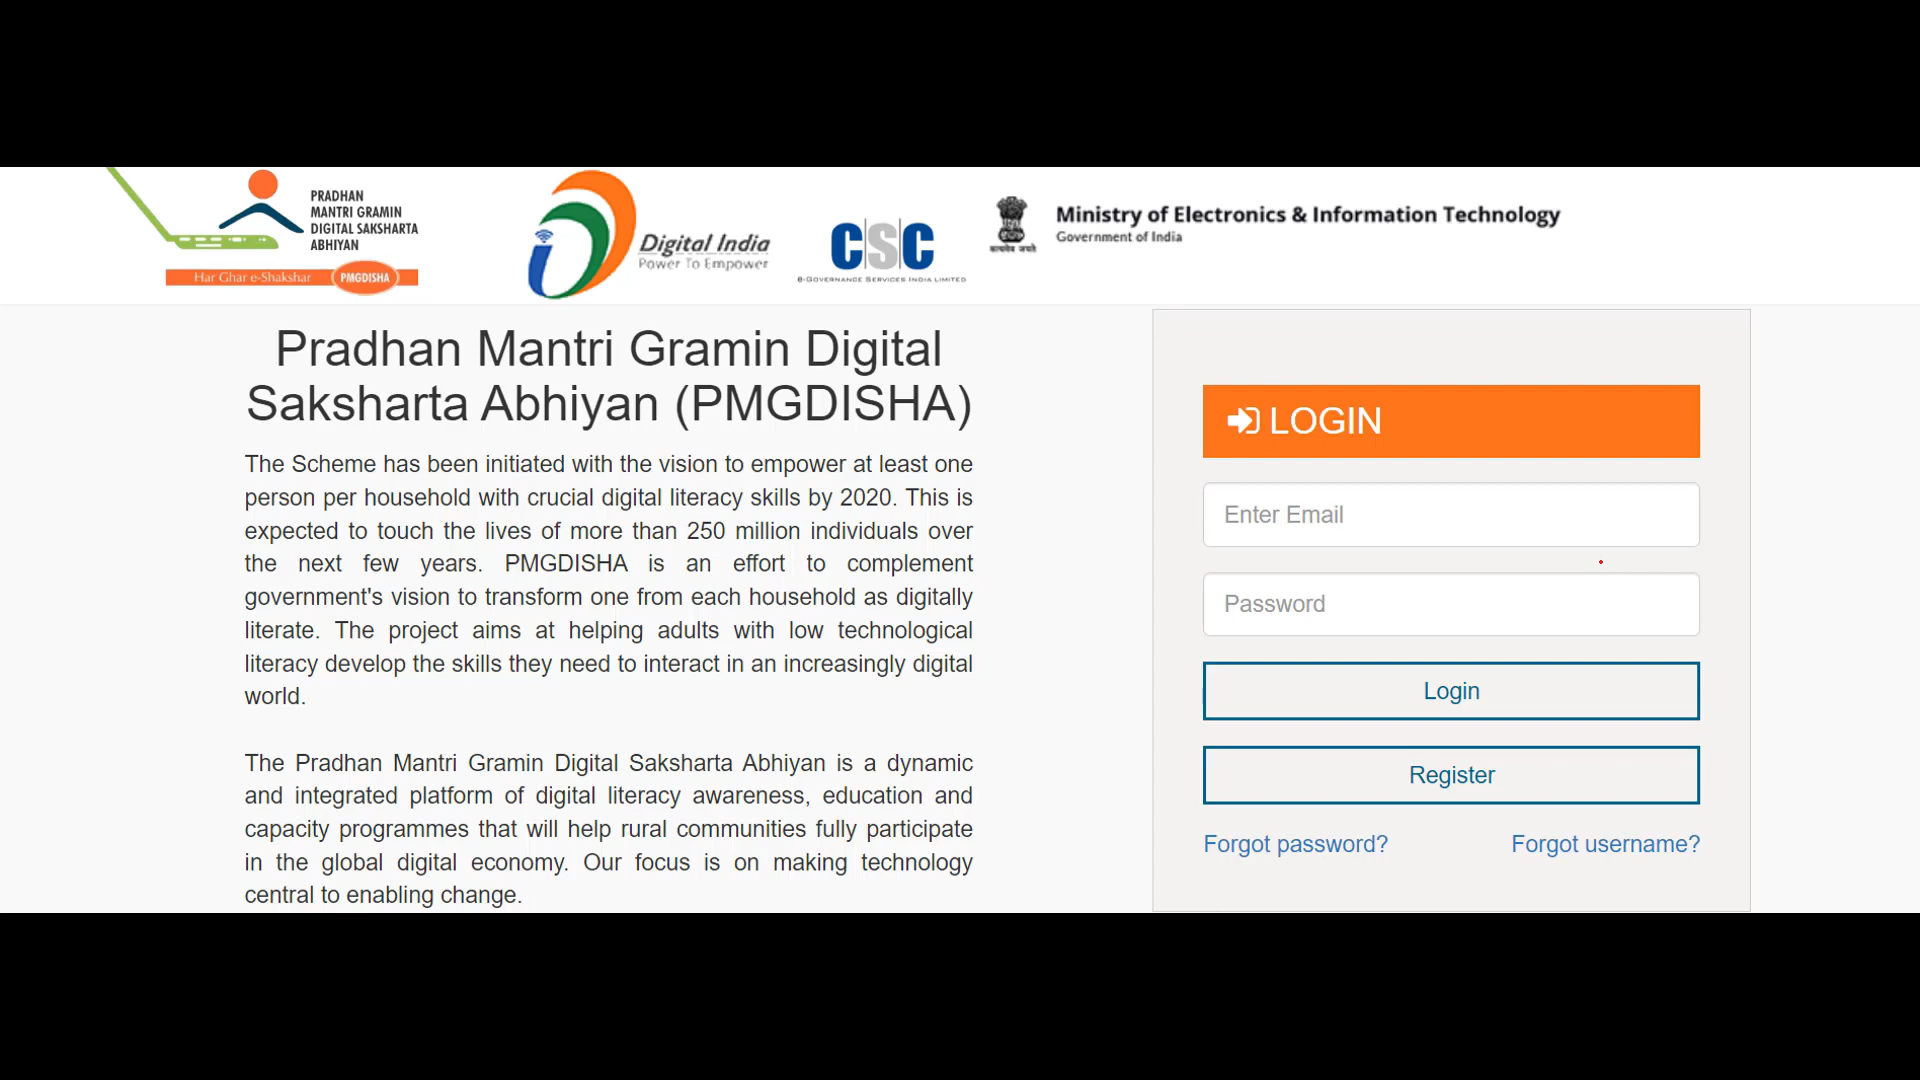 PRADHAN
MANTRI GRAMIN
DIGITAL SAKSHARTA
ABHIYAN
Har Ghar e-Shakshar PMGDISHA
Digital India
Power To Empower
CSC
e-Governance Services India Limited
सत्यमेव जयते
Ministry of Electronics & Information Technology
Government of India
Pradhan Mantri Gramin Digital
Saksharta Abhiyan (PMGDISHA)
The Scheme has been initiated with the vision to empower at least one
person per household with crucial digital literacy skills by 2020. This is
expected to touch the lives of more than 250 million individuals over
the next few years. PMGDISHA is an effort to complement
government's vision to transform one from each household as digitally
literate. The project aims at helping adults with low technological
literacy develop the skills they need to interact in an increasingly digital
world.
The Pradhan Mantri Gramin Digital Saksharta Abhiyan is a dynamic
and integrated platform of digital literacy awareness, education and
capacity programmes that will help rural communities fully participate
in the global digital economy. Our focus is on making technology
central to enabling change.
LOGIN
Enter Email
Password
Login
Register
Forgot password? Forgot username?